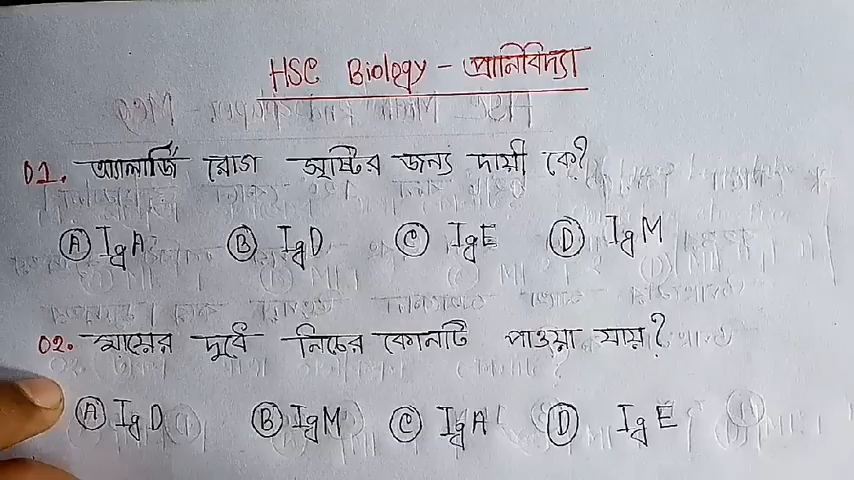 HSC Biology - প্রানিবিদ্যা
01. অ্যালার্জি রোগ সৃষ্টির জন্য দায়ী কে?
A IgA B IgD C IgE D IgM
02. মায়ের দুধে নিচের কোনটি পাওয়া যায়?
A IgD B IgM C IgA D IgE